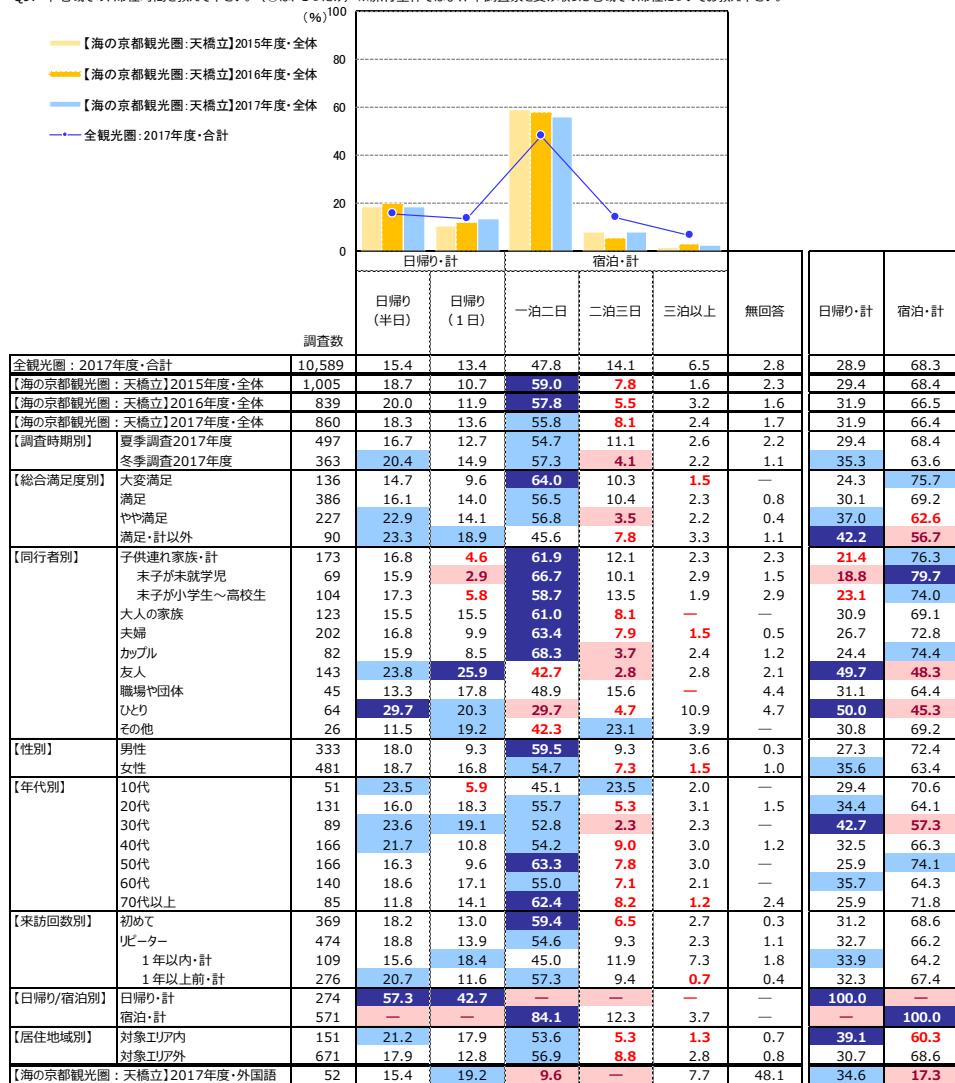 (%)
100
80
60
40
20
0
【海の京都観光圏:天橋立】2015年度・全体
【海の京都観光圏:天橋立】2016年度・全体
【海の京都観光圏:天橋立】2017年度・全体
全観光圏:2017年度・合計
日帰り・計 宿泊・計
調査数 日帰り（半日） 日帰り（１日） 一泊二日 二泊三日 三泊以上 無回答 日帰り・計 宿泊・計
全観光圏：2017年度・合計 10,589 15.4 13.4 47.8 14.1 6.5 2.8 28.9 68.3
【海の京都観光圏：天橋立】2015年度・全体 1,005 18.7 10.7 59.0 7.8 1.6 2.3 29.4 68.4
【海の京都観光圏：天橋立】2016年度・全体 839 20.0 11.9 57.8 5.5 3.2 1.6 31.9 66.5
【海の京都観光圏：天橋立】2017年度・全体 860 18.3 13.6 55.8 8.1 2.4 1.7 31.9 66.4
【調査時期別】 夏季調査2017年度 497 16.7 12.7 54.7 11.1 2.6 2.2 29.4 68.4
冬季調査2017年度 363 20.4 14.9 57.3 4.1 2.2 1.1 35.3 63.6
【総合満足度別】 大変満足 136 14.7 9.6 64.0 10.3 1.5 ― 24.3 75.7
満足 386 16.1 14.0 56.5 10.4 2.3 0.8 30.1 69.2
やや満足 227 22.9 14.1 56.8 3.5 2.2 0.4 37.0 62.6
満足・計以外 90 23.3 18.9 45.6 7.8 3.3 1.1 42.2 56.7
【同行者別】 子供連れ家族・計 173 16.8 4.6 61.9 12.1 2.3 2.3 21.4 76.3
末子が未就学児 69 15.9 2.9 66.7 10.1 2.9 1.5 18.8 79.7
末子が小学生～高校生 104 17.3 5.8 58.7 13.5 1.9 2.9 23.1 74.0
大人の家族 123 15.5 15.5 61.0 8.1 ― ― 30.9 69.1
夫婦 202 16.8 9.9 63.4 7.9 1.5 0.5 26.7 72.8
カップル 82 15.9 8.5 68.3 3.7 2.4 1.2 24.4 74.4
友人 143 23.8 25.9 42.7 2.8 2.8 2.1 49.7 48.3
職場や団体 45 13.3 17.8 48.9 15.6 ― 4.4 31.1 64.4
ひとり 64 29.7 20.3 29.7 4.7 10.9 4.7 50.0 45.3
その他 26 11.5 19.2 42.3 23.1 3.9 ― 30.8 69.2
【性別】 男性 333 18.0 9.3 59.5 9.3 3.6 0.3 27.3 72.4
女性 481 18.7 16.8 54.7 7.3 1.5 1.0 35.6 63.4
【年代別】 10代 51 23.5 5.9 45.1 23.5 2.0 ― 29.4 70.6
20代 131 16.0 18.3 55.7 5.3 3.1 1.5 34.4 64.1
30代 89 23.6 19.1 52.8 2.3 2.3 ― 42.7 57.3
40代 166 21.7 10.8 54.2 9.0 3.0 1.2 32.5 66.3
50代 166 16.3 9.6 63.3 7.8 3.0 ― 25.9 74.1
60代 140 18.6 17.1 55.0 7.1 2.1 ― 35.7 64.3
70代以上 85 11.8 14.1 62.4 8.2 1.2 2.4 25.9 71.8
【来訪回数別】 初めて 369 18.2 13.0 59.4 6.5 2.7 0.3 31.2 68.6
リピーター 474 18.8 13.9 54.6 9.3 2.3 1.1 32.7 66.2
１年以内・計 109 15.6 18.4 45.0 11.9 7.3 1.8 33.9 64.2
１年以上前・計 276 20.7 11.6 57.3 9.4 0.7 0.4 32.3 67.4
【日帰り/宿泊別】 日帰り・計 274 57.3 42.7 ― ― ― ― 100.0 ―
宿泊・計 571 ― ― 84.1 12.3 3.7 ― ― 100.0
【居住地域別】 対象エリア内 151 21.2 17.9 53.6 5.3 1.3 0.7 39.1 60.3
対象エリア外 671 17.9 12.8 56.9 8.8 2.8 0.8 30.7 68.6
【海の京都観光圏：天橋立】2017年度・外国語 52 15.4 19.2 9.6 ― 7.7 48.1 34.6 17.3